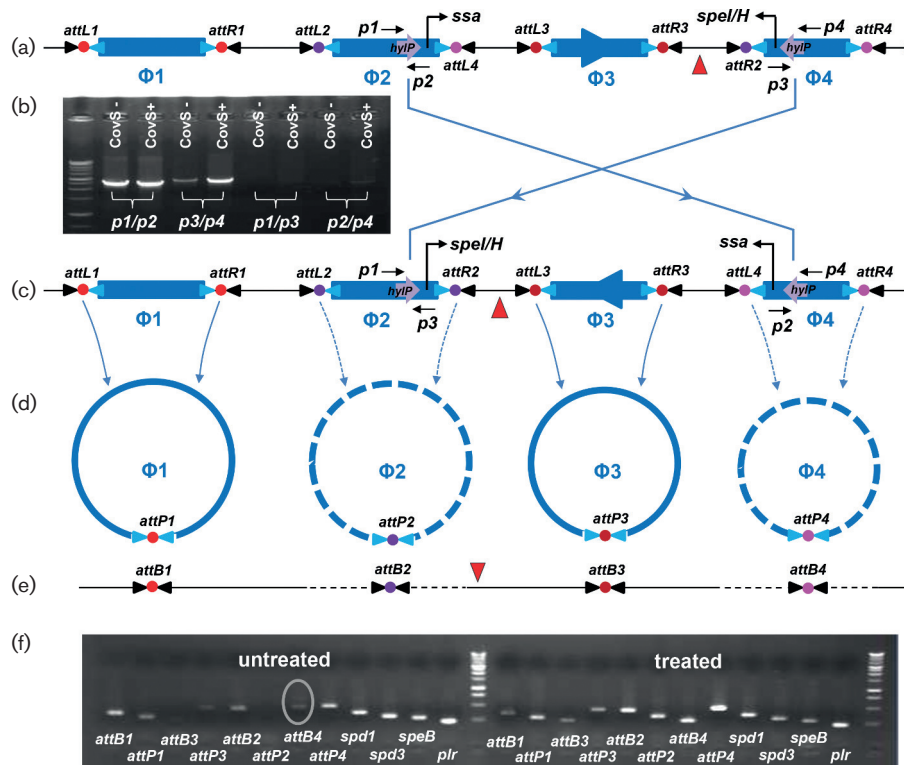 attL1 attR1 attL2 p1 ssa attL3 attR3 speI/H p4 attR4
(a)
hylP hylP
Φ1 Φ2 attL4 Φ3 attR2 Φ4
p2 p3
(b)
CovS - CovS+ CovS - CovS+ CovS - CovS+ CovS - CovS+
p1/p2 p3/p4 p1/p3 p2/p4
attL1 attR1 attL2 p1 speI/H attR2 attL3 attR3 ssa attL4 p4 attR4
(c)
hylP hylP
Φ1 Φ2 p3 Φ3 p2 Φ4
(d)
Φ1 Φ2 Φ3 Φ4
attP1 attP2 attP3 attP4
(e)
attB1 attB2 attB3 attB4
(f)
untreated treated
attB1 attB3 attB2 attB4 spd1 speB attB1 attB3 attB2 attB4 spd1 speB
attP1 attP3 attP2 attP4 spd3 plr attP1 attP3 attP2 attP4 spd3 plr